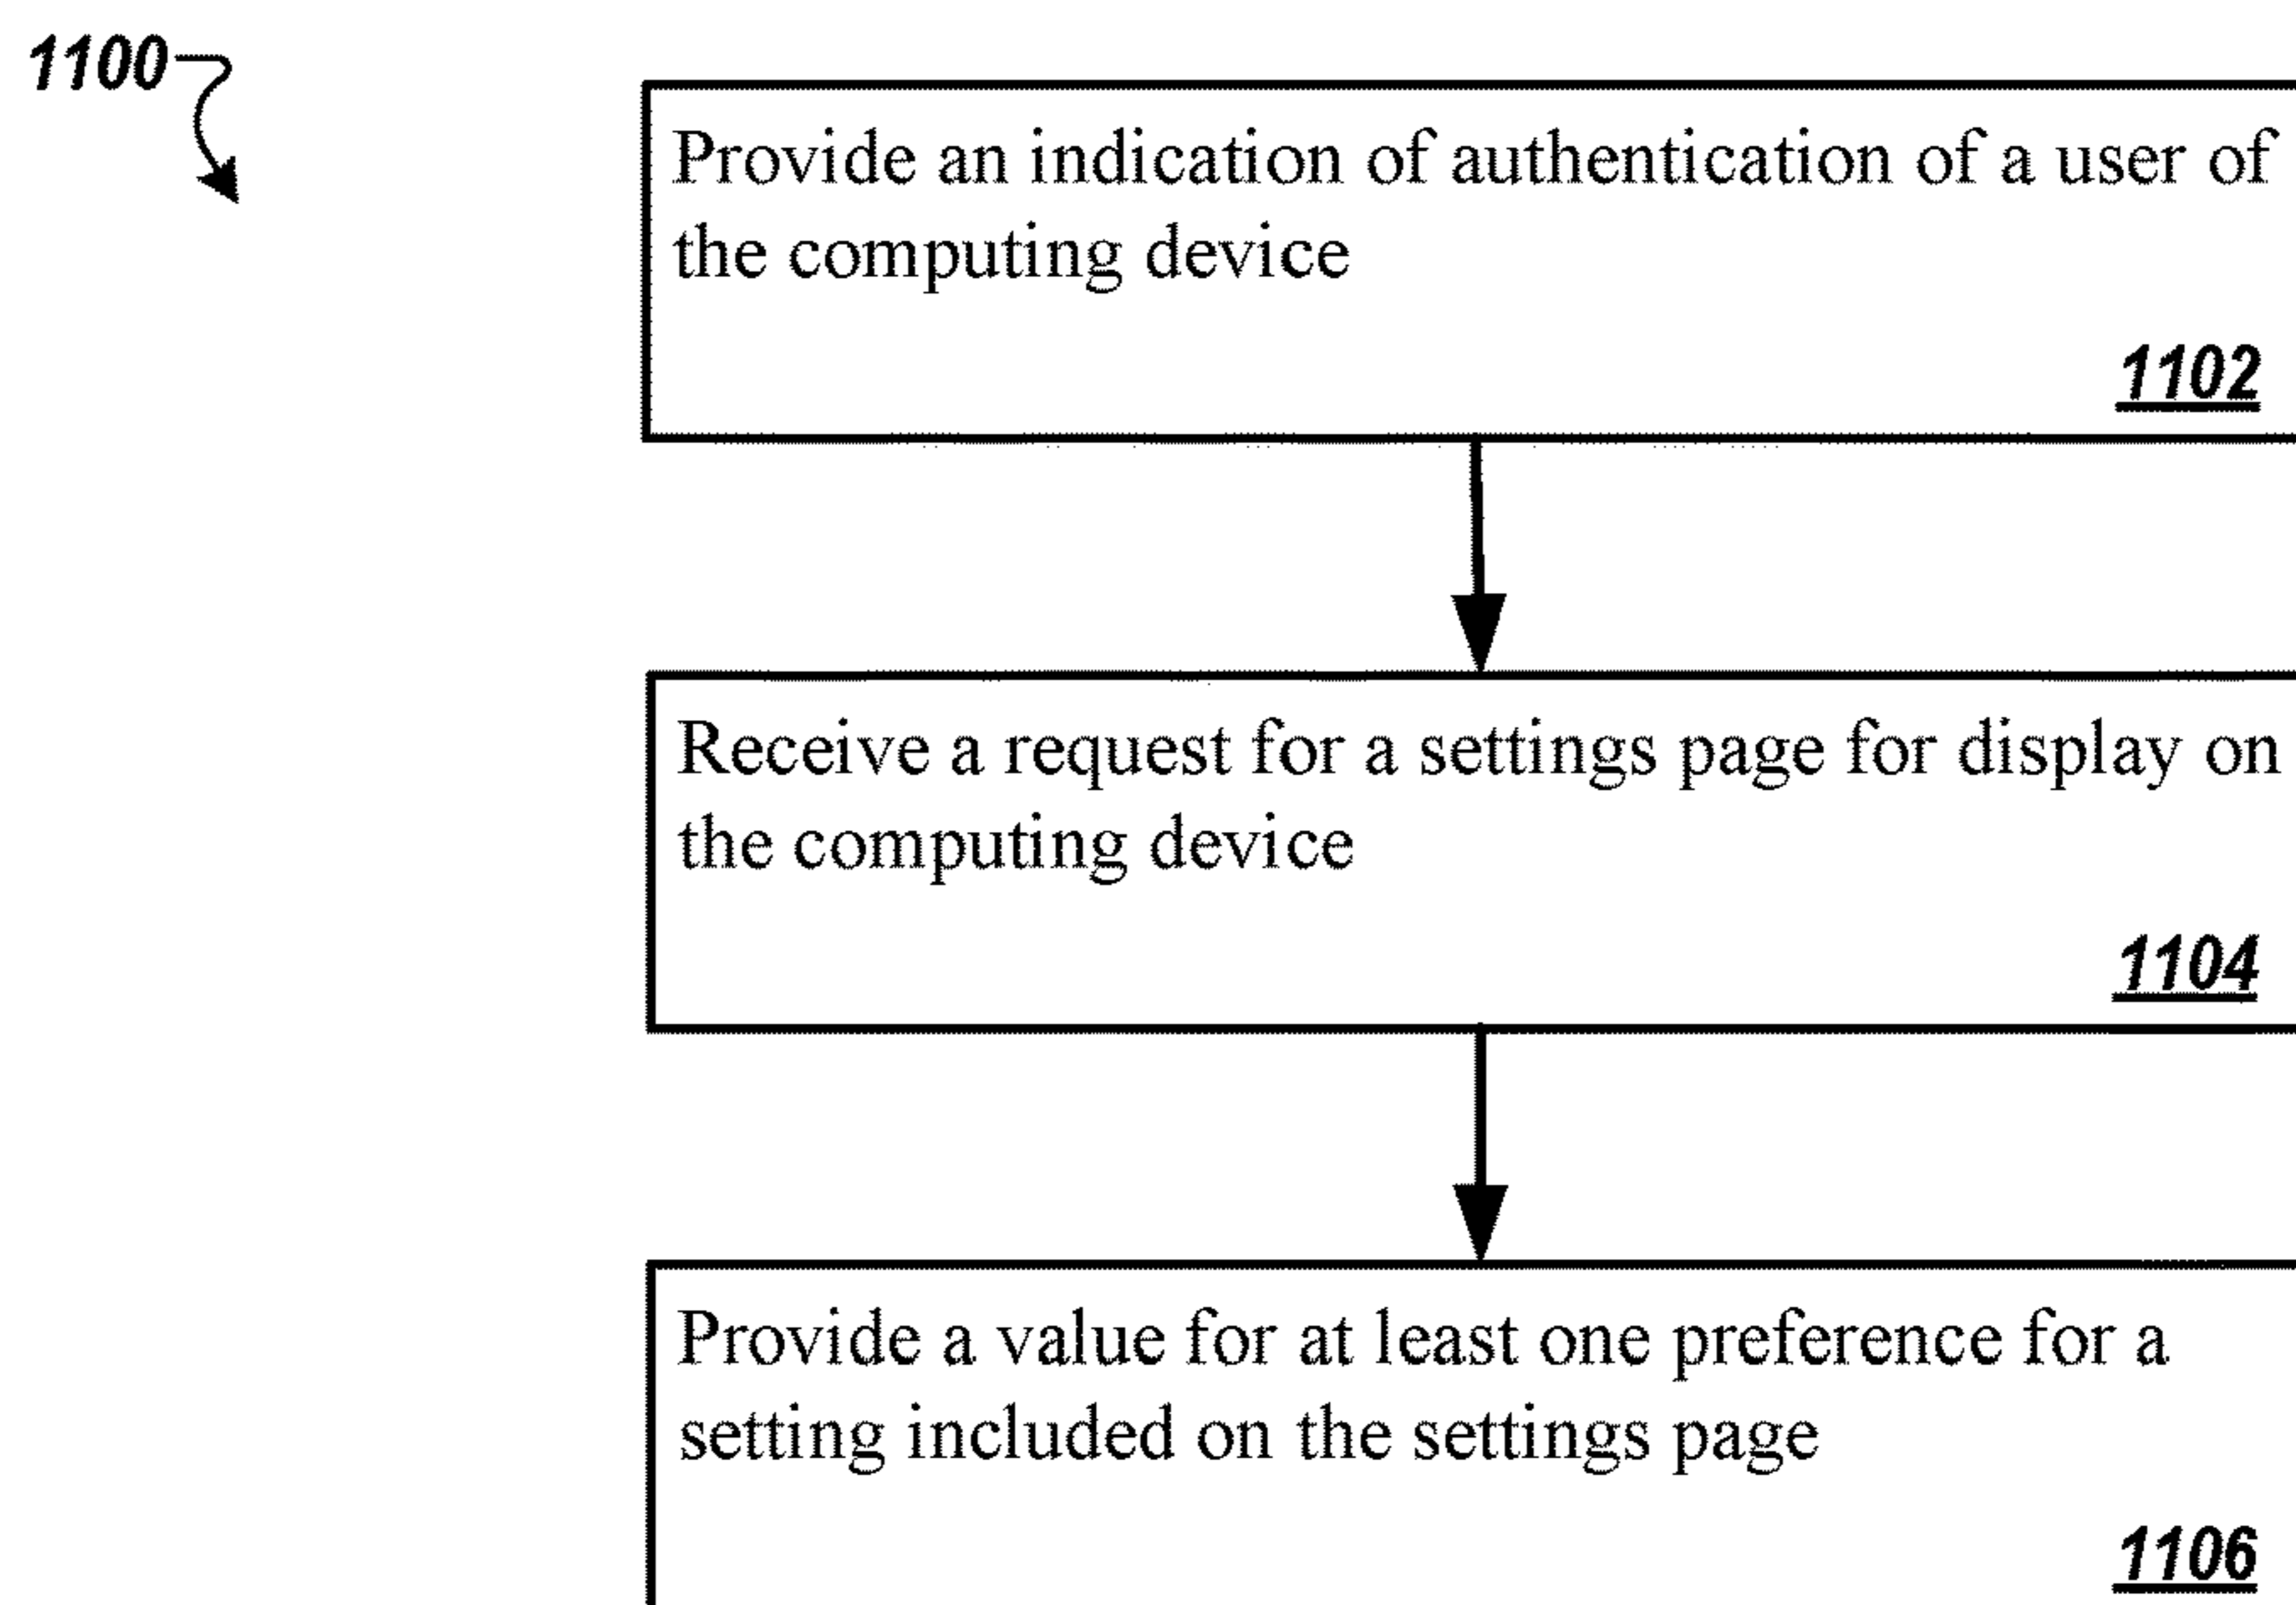 1100
Provide an indication of authentication of a user of
the computing device
1102
Receive a request for a settings page for display on
the computing device
1104
Provide a value for at least one preference for a
setting included on the settings page
1106